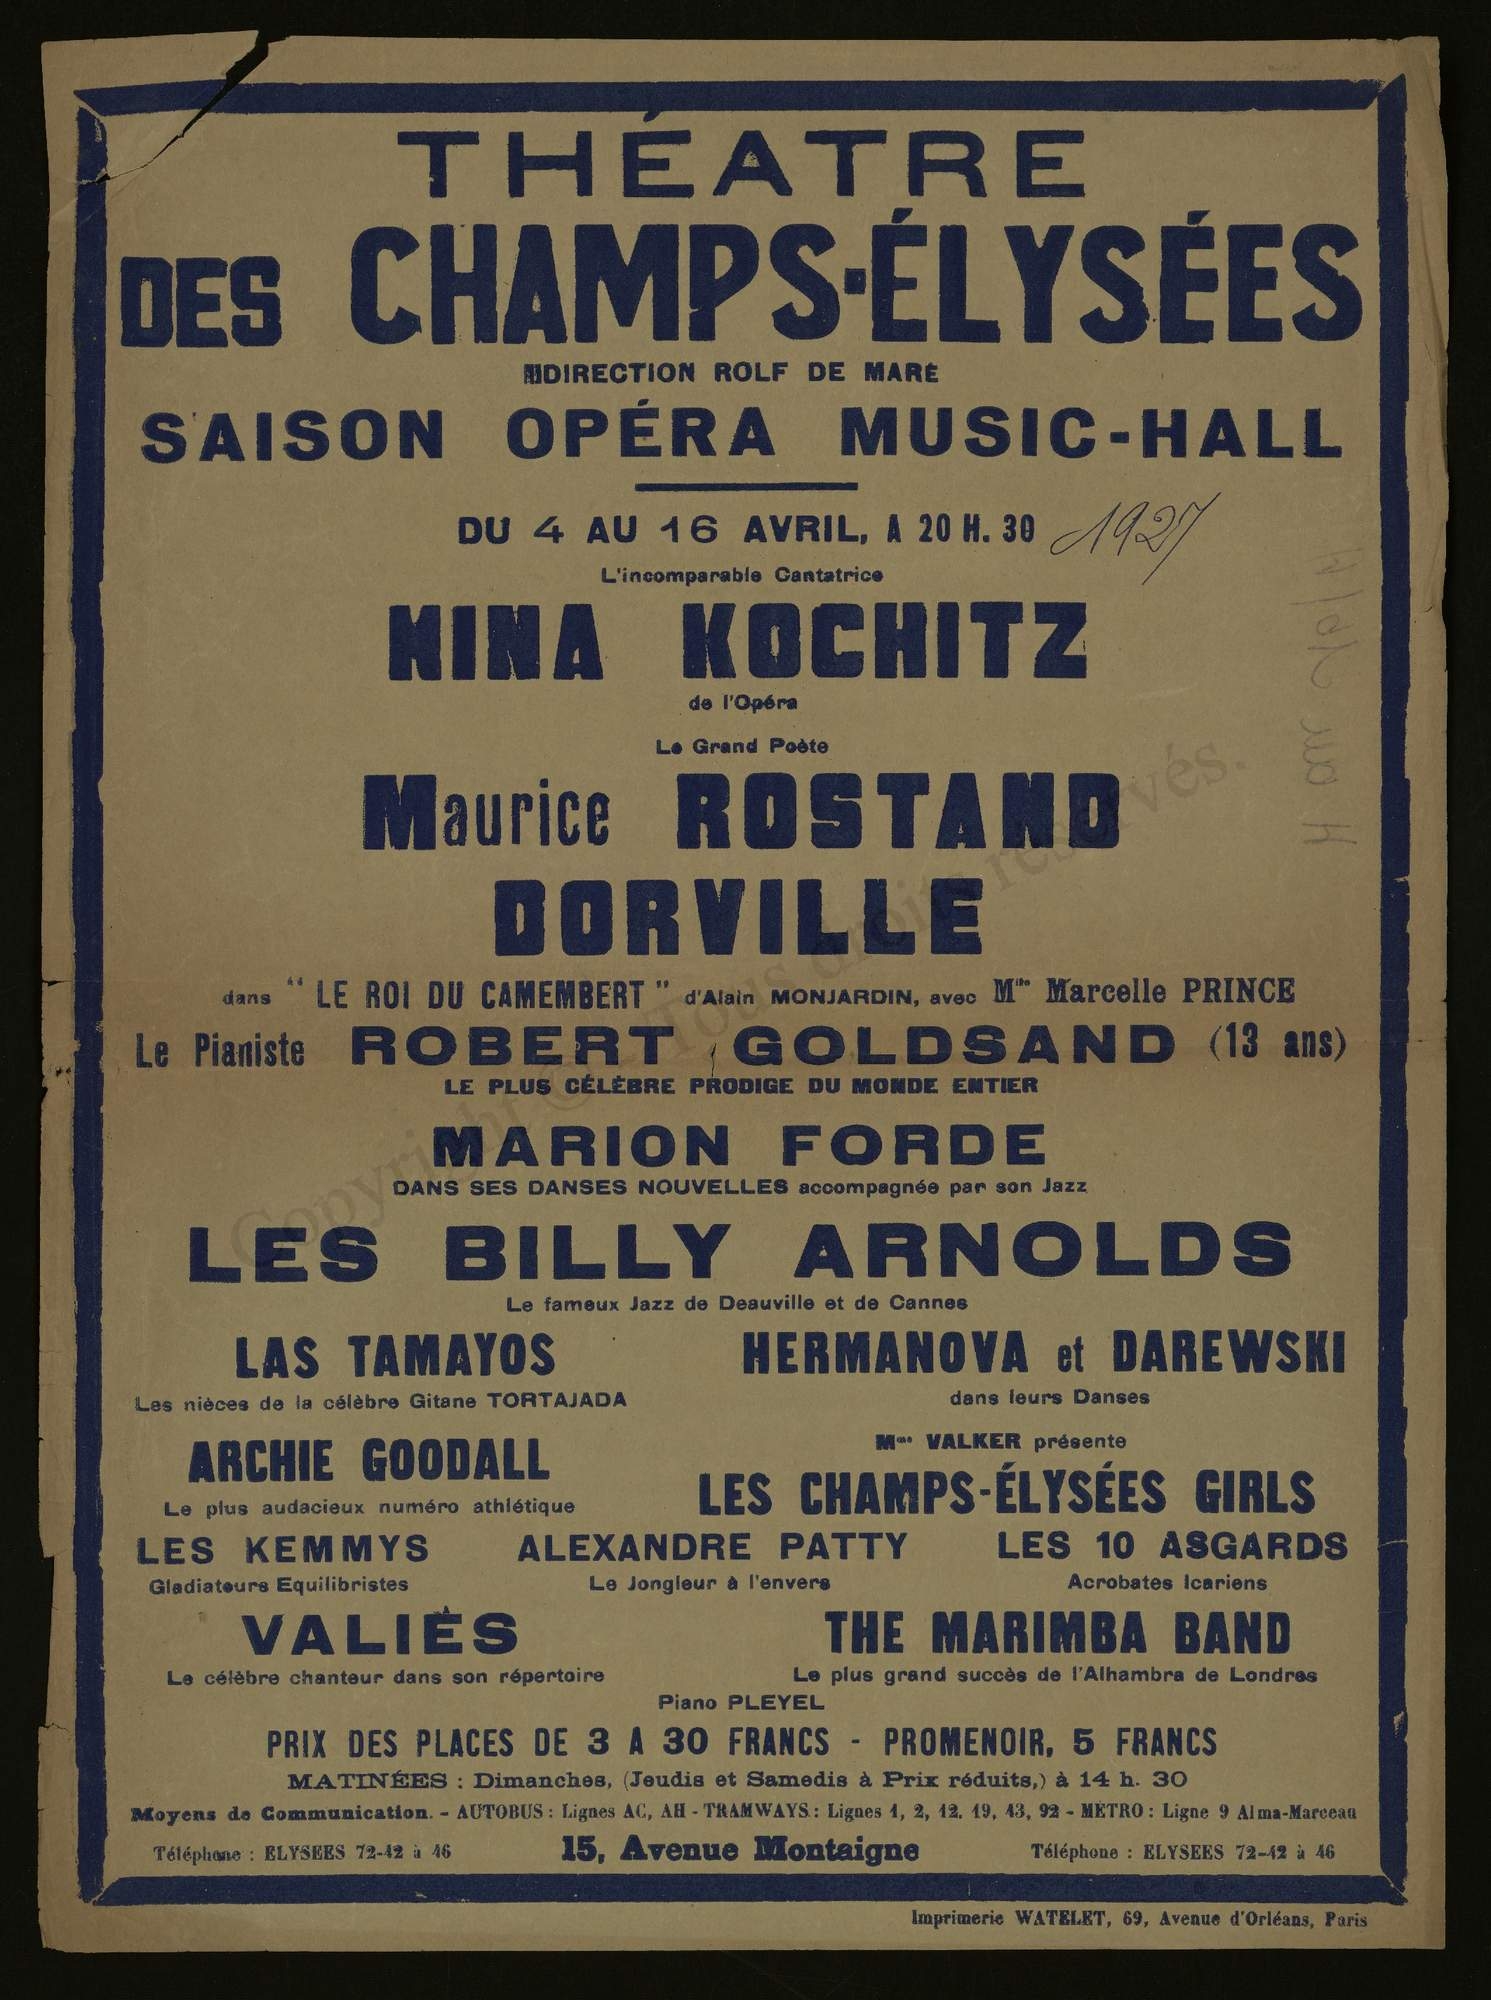 THÉATRE
DES CHAMPS-ÉLYSÉES
DIRECTION ROLF DE MARÉ
SAISON OPÉRA MUSIC-HALL
DU 4 AU 16 AVRIL, A 20 H. 30 1927
L'incomparable Cantatrice
NINA KOCHITZ
de l'Opéra
Le Grand Poète
Maurice ROSTAND
DORVILLE
dans "LE ROI DU CAMEMBERT" d'Alain MONJARDIN, avec Mlle Marcelle PRINCE
Le Pianiste ROBERT GOLDSAND (13 ans)
LE PLUS CÉLÈBRE PRODIGE DU MONDE ENTIER
MARION FORDE
DANS SES DANSES NOUVELLES accompagnée par son Jazz
LES BILLY ARNOLDS
Le fameux Jazz de Deauville et de Cannes
LAS TAMAYOS
Les nièces de la célèbre Gitane TORTAJADA
HERMANOVA et DAREWSKI
dans leurs Danses
ARCHIE GOODALL
Le plus audacieux numéro athlétique
Mme VALKER présente
LES CHAMPS-ÉLYSÉES GIRLS
LES KEMMYS
Gladiateurs Equilibristes
ALEXANDRE PATTY
Le Jongleur à l'envers
LES 10 ASGARDS
Acrobates Icariens
VALIÉS
Le célèbre chanteur dans son répertoire
THE MARIMBA BAND
Le plus grand succès de l'Alhambra de Londres
Piano PLEYEL
PRIX DES PLACES DE 3 A 30 FRANCS - PROMENOIR, 5 FRANCS
MATINÉES : Dimanches, (Jeudis et Samedis à Prix réduits,) à 14 h. 30
Moyens de Communication. - AUTOBUS : Lignes AC, AH - TRAMWAYS : Lignes 1, 2, 12, 19, 43, 92 - MÉTRO : Ligne 9 Alma-Marceau
Téléphone : ELYSEES 72-42 à 46
15, Avenue Montaigne
Téléphone : ELYSEES 72-42 à 46
Imprimerie WATELET, 69, Avenue d'Orléans, Paris
Copyright © - Tous droits réservés.